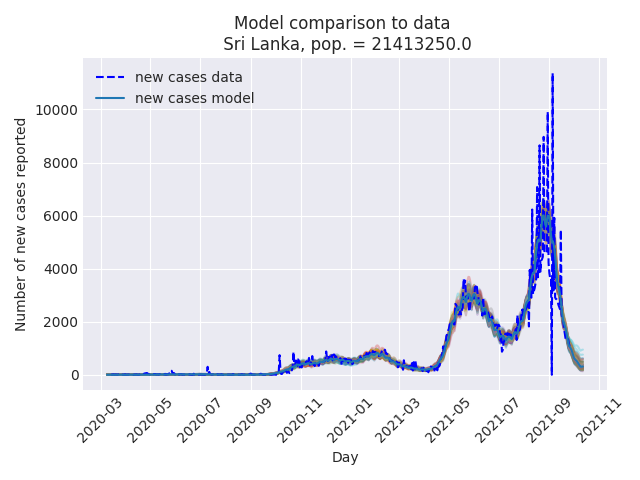 Model comparison to data
Sri Lanka, pop. = 21413250.0
new cases data
new cases model
Number of new cases reported
10000
8000
6000
4000
2000
0
2020-03
2020-05
2020-07
2020-09
2020-11
2021-01
2021-03
2021-05
2021-07
2021-09
2021-11
Day